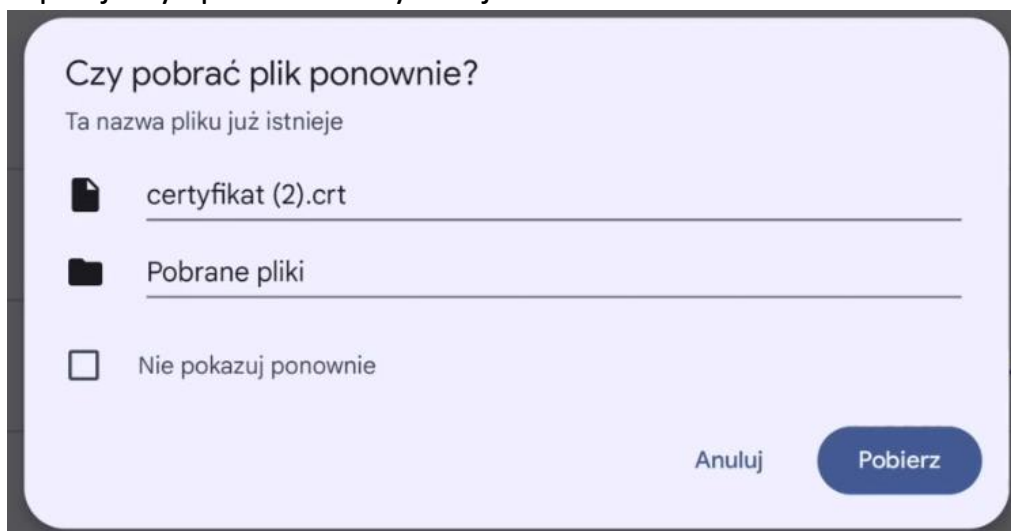 Czy pobrać plik ponownie?
Ta nazwa pliku już istnieje
certyfikat (2).crt
Pobrane pliki
Nie pokazuj ponownie
Anuluj Pobierz